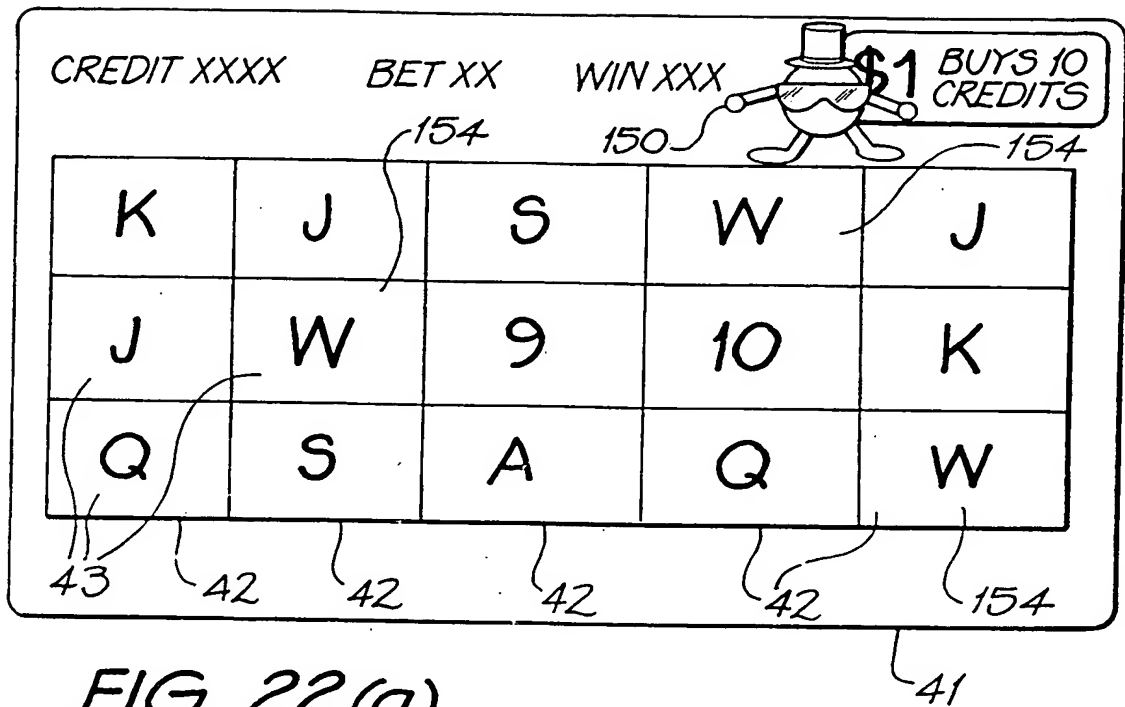 CREDIT XXXX BET XX WIN XXX $1 BUYS 10
CREDITS
154 150 154
K J S W J
J W 9 10 K
Q S A Q W
43 42 42 42 42 154
41
FIG. 22(a)